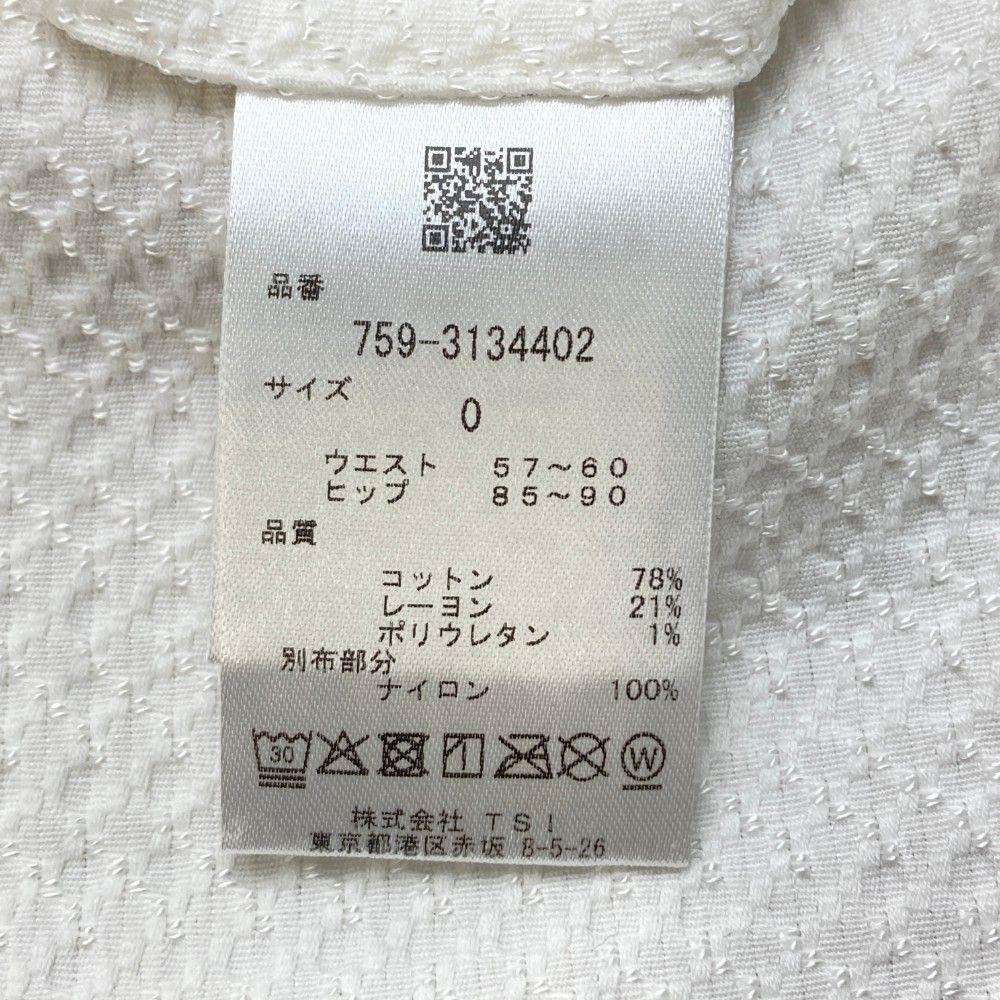 品番
759-3134402
サイズ
0
ウエスト 57～60
ヒップ 85～90
品質
コットン 78%
レーヨン 21%
ポリウレタン 1%
別布部分
ナイロン 100%
30 W
株式会社 TSI
東京都港区赤坂 8-5-26